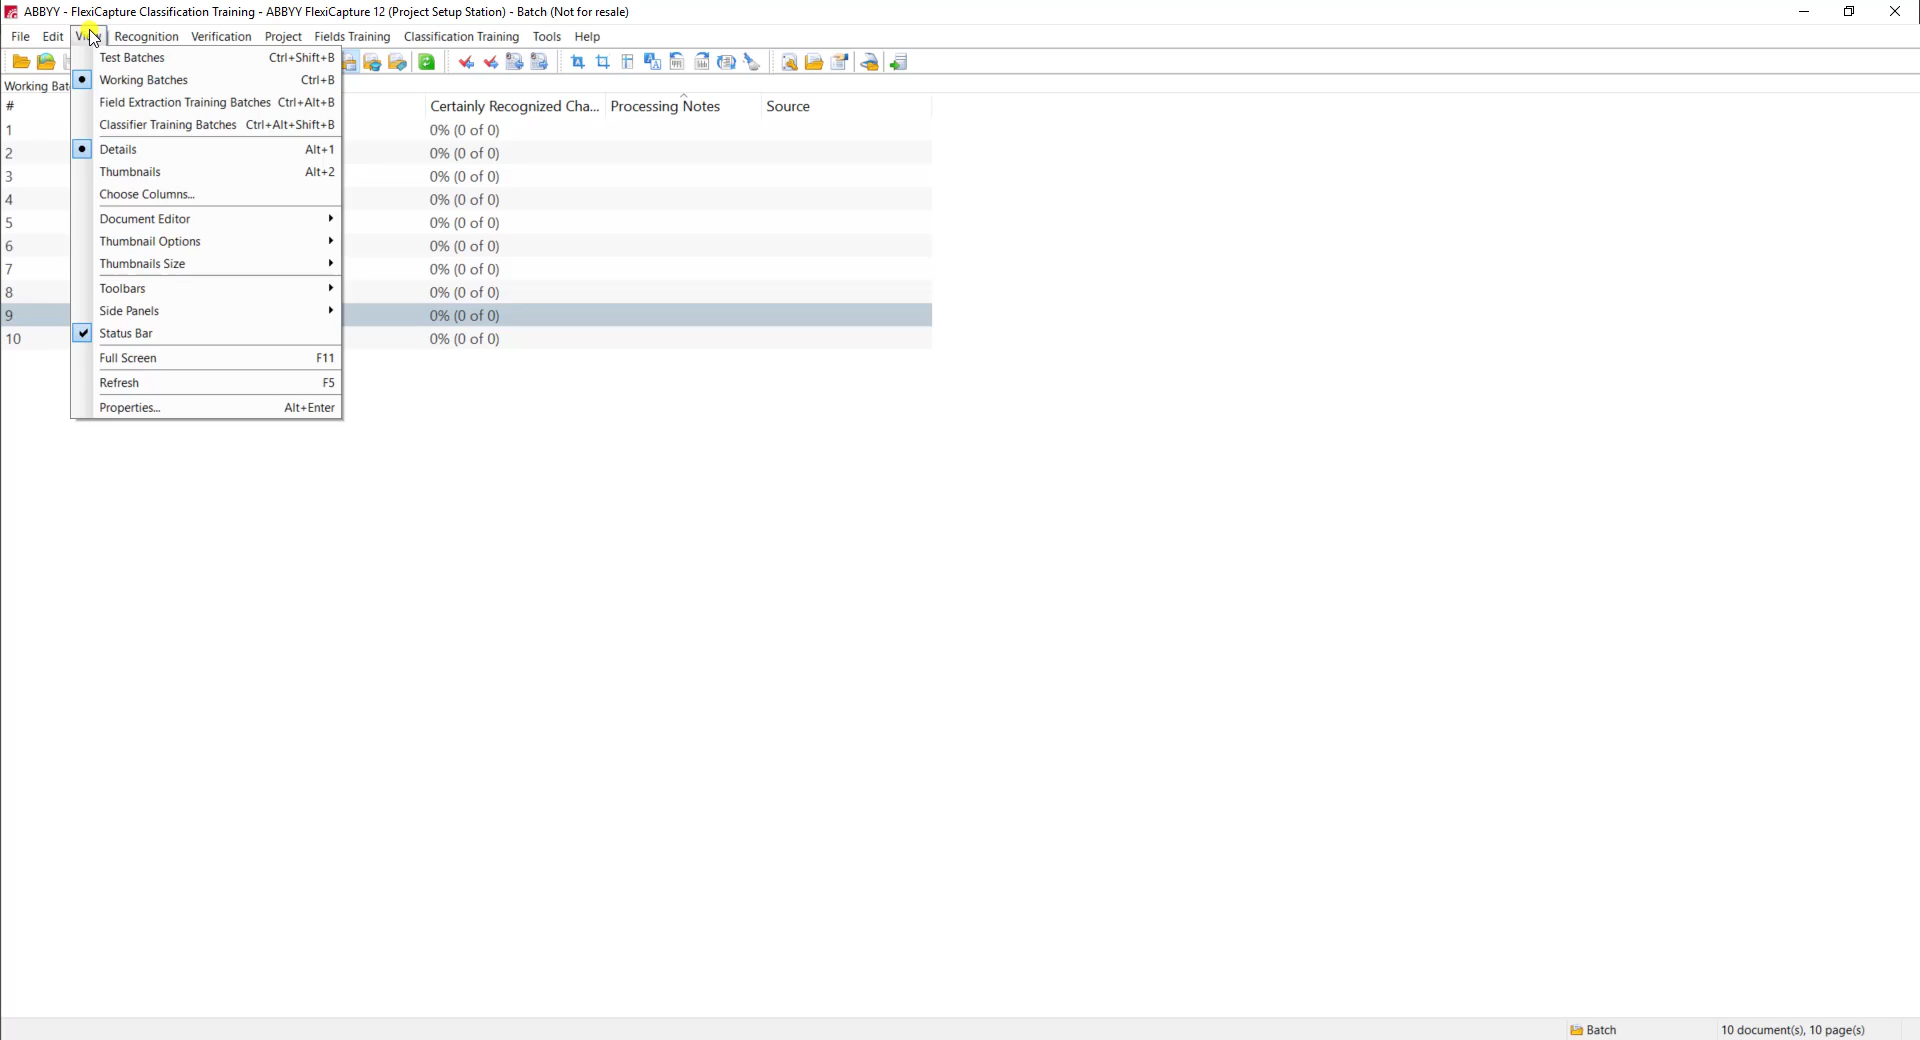 ABBYY - FlexiCapture Classification Training - ABBYY FlexiCapture 12 (Project Setup Station) - Batch (Not for resale)
File Edit Recognition Verification Project Fields Training Classification Training Tools Help
Test Batches Ctrl+Shift+B
Working Batches Ctrl+B
Field Extraction Training Batches Ctrl+Alt+B
Classifier Training Batches Ctrl+Alt+Shift+B
Details Alt+1
Thumbnails Alt+2
Choose Columns...
Document Editor
Thumbnail Options
Thumbnails Size
Toolbars
Side Panels
Status Bar
Full Screen F11
Refresh F5
Properties... Alt+Enter
Working
# Certainly Recognized Cha... Processing Notes Source
1 0% (0 of 0)
2 0% (0 of 0)
3 0% (0 of 0)
4 0% (0 of 0)
5 0% (0 of 0)
6 0% (0 of 0)
7 0% (0 of 0)
8 0% (0 of 0)
9 0% (0 of 0)
10 0% (0 of 0)
Batch 10 document(s), 10 page(s)